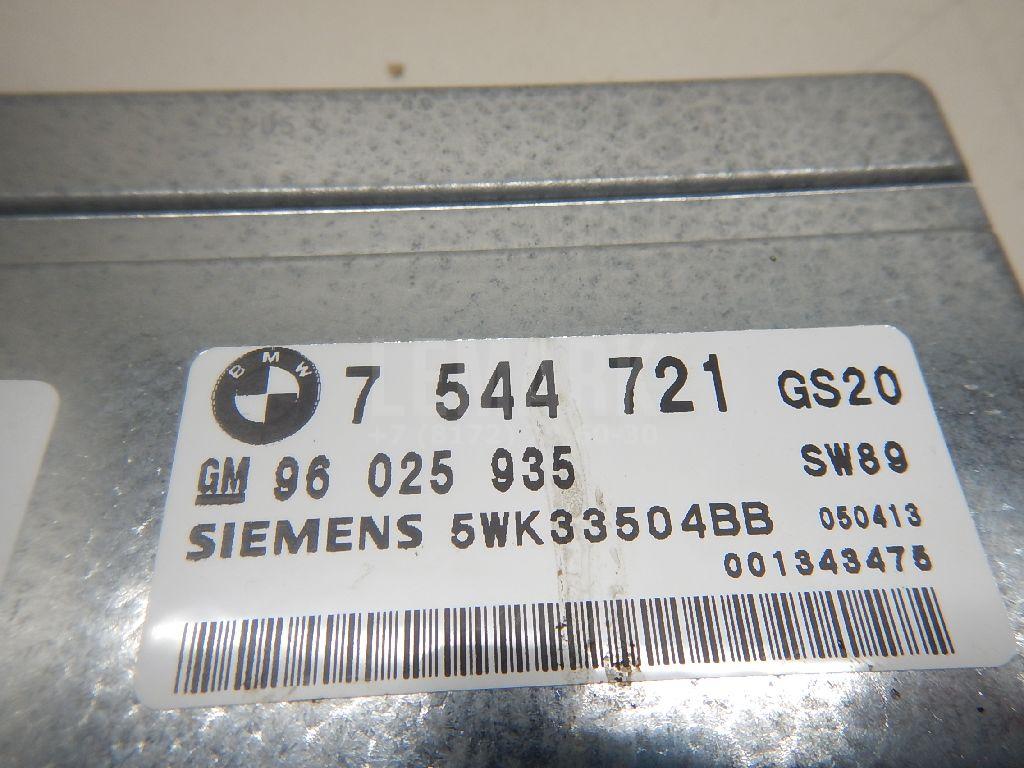 BMW 7 544 721 GS20
GM 96 025 935 SW89
SIEMENS 5WK33504BB 050413
001343475